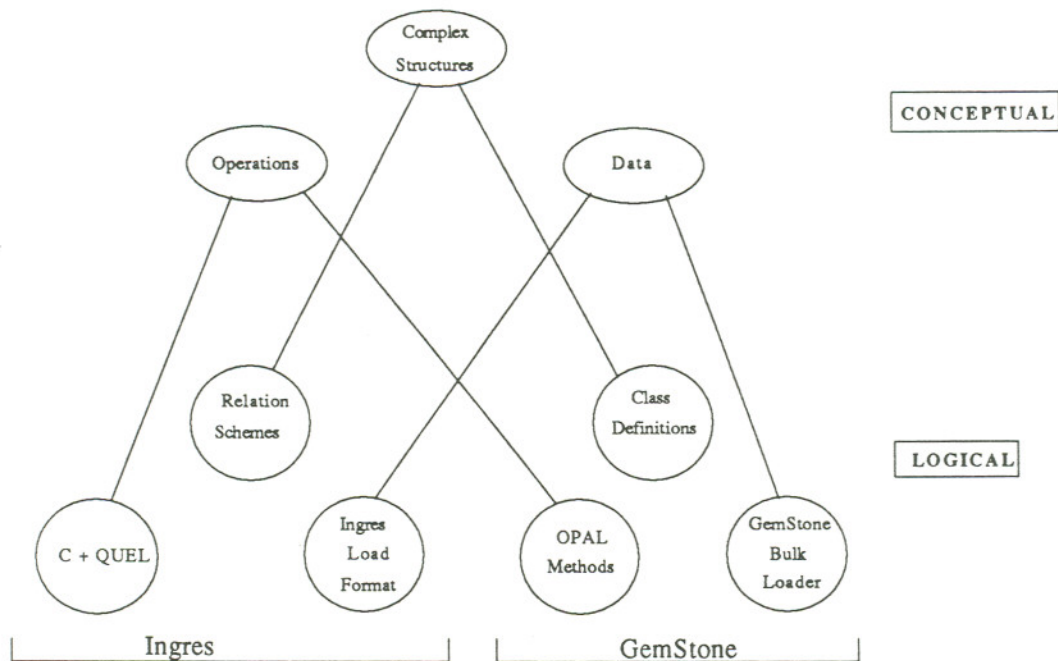 Complex
Structures
CONCEPTUAL
Operations
Data
Relation
Schemes
Class
Definitions
LOGICAL
C + QUEL
Ingres
Load
Format
OPAL
Methods
GemStone
Bulk
Loader
Ingres
GemStone